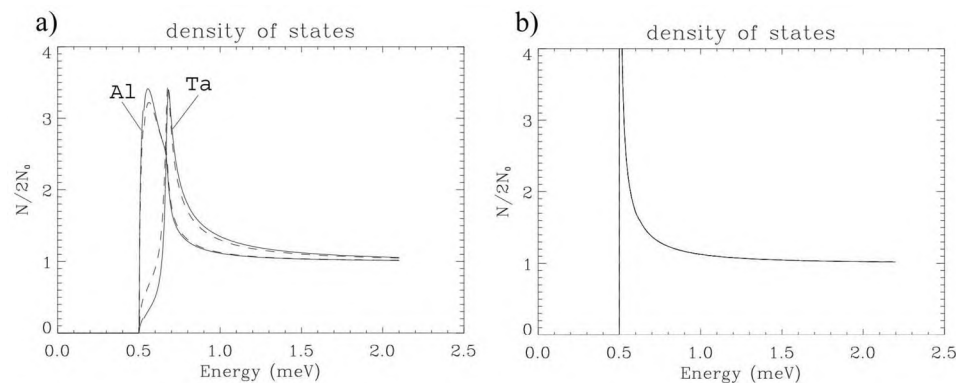 a)
density of states
4
3
2
1
0
N/2N₀
Al
Ta
0.0 0.5 1.0 1.5 2.0 2.5
Energy (meV)
b)
density of states
4
3
2
1
0
N/2N₀
0.0 0.5 1.0 1.5 2.0 2.5
Energy (meV)